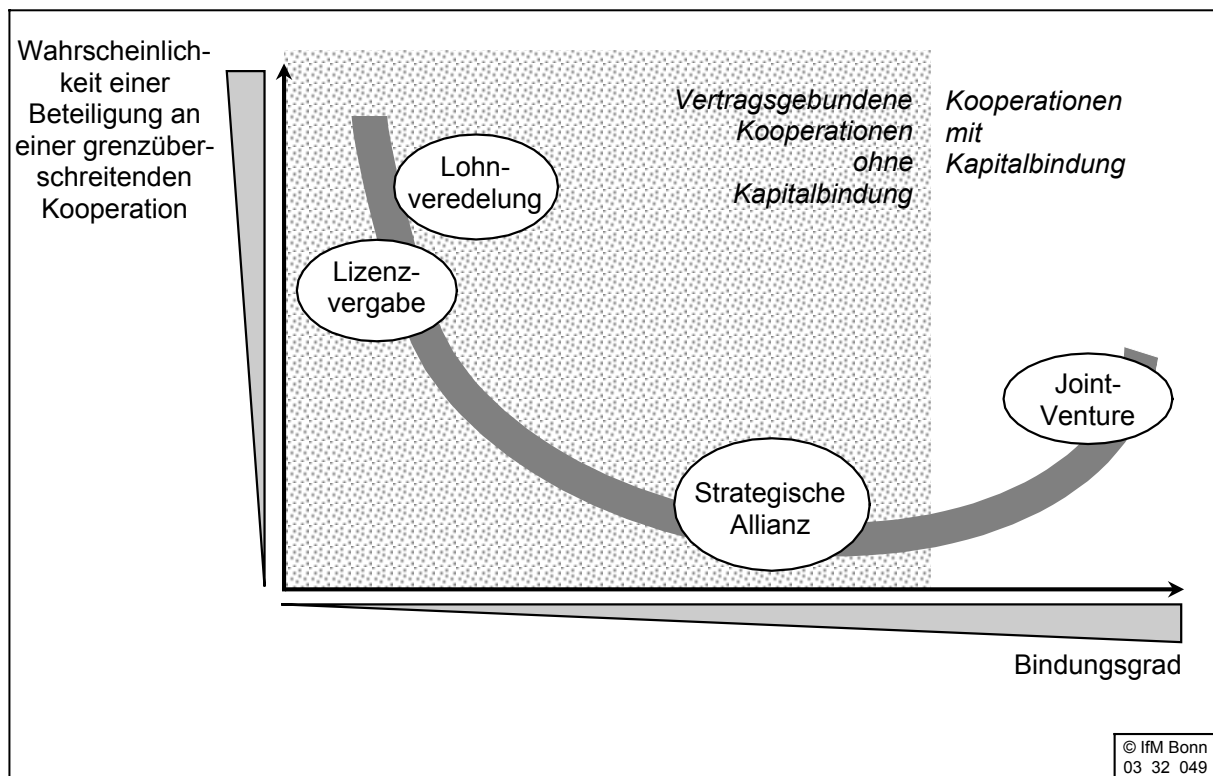 Wahrscheinlich-
keit einer
Beteiligung an
einer grenzüber-
schreitenden
Kooperation
Vertragsgebundene
Kooperationen
ohne
Kapitalbindung
Kooperationen
mit
Kapitalbindung
Lohn-
veredelung
Lizenz-
vergabe
Joint-
Venture
Strategische
Allianz
Bindungsgrad
© IfM Bonn
03 32 049